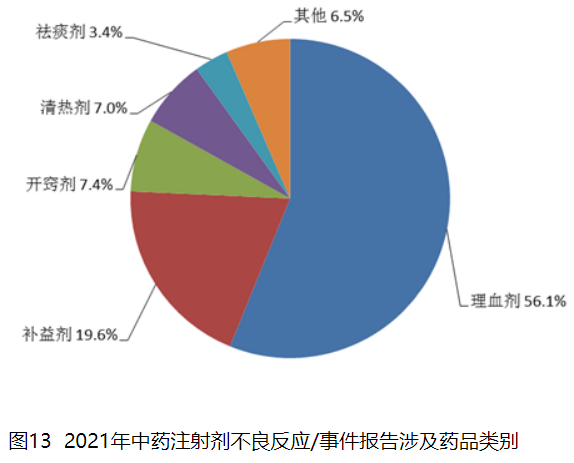 其他 6.5%
祛痰剂 3.4%
清热剂 7.0%
开窍剂 7.4%
理血剂 56.1%
补益剂 19.6%
图13 2021年中药注射剂不良反应/事件报告涉及药品类别